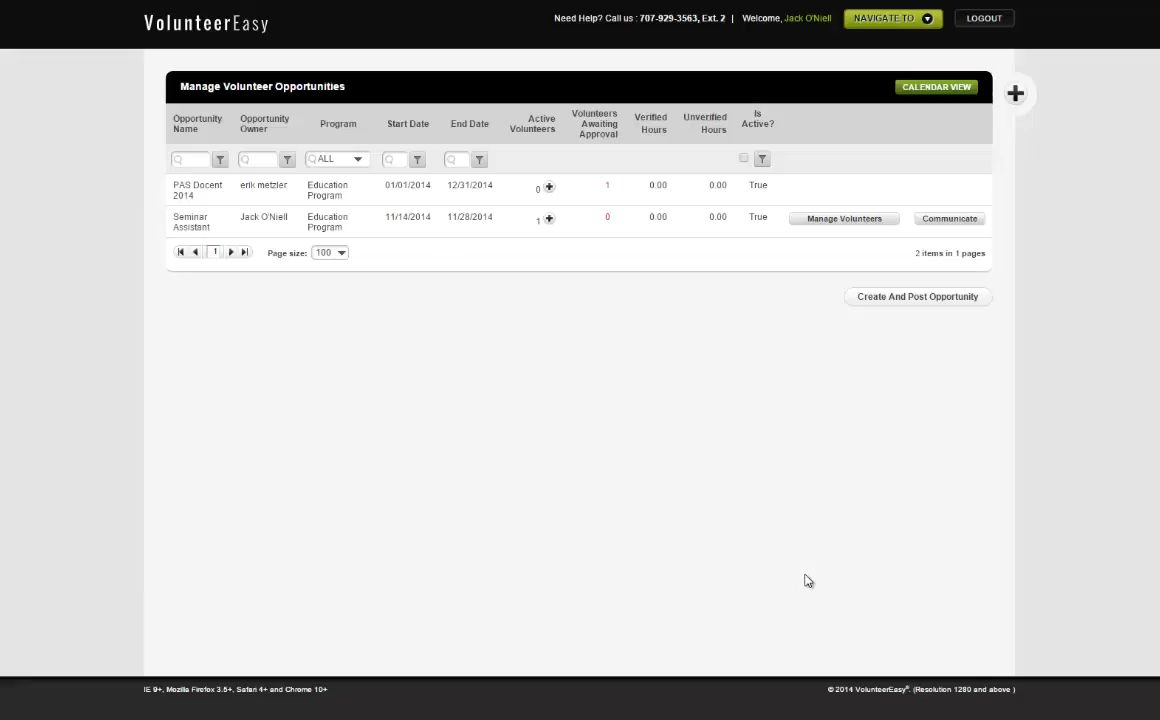 VolunteerEasy
Need Help? Call us : 707-929-3563, Ext. 2 | Welcome, Jack O'Niell
NAVIGATE TO
LOGOUT
Manage Volunteer Opportunities
CALENDAR VIEW
Opportunity Name
Opportunity Owner
Program
Start Date
End Date
Active Volunteers
Volunteers Awaiting Approval
Verified Hours
Unverified Hours
Is Active?
ALL
PAS Docent 2014
erik metzler
Education Program
01/01/2014
12/31/2014
0
1
0.00
0.00
True
Seminar Assistant
Jack O'Niell
Education Program
11/14/2014
11/28/2014
1
0
0.00
0.00
True
Manage Volunteers
Communicate
1
Page size: 100
2 items in 1 pages
Create And Post Opportunity
IE 9+, Mozilla Firefox 3.5+, Safari 4+ and Chrome 10+
© 2014 VolunteerEasy®. (Resolution 1280 and above )